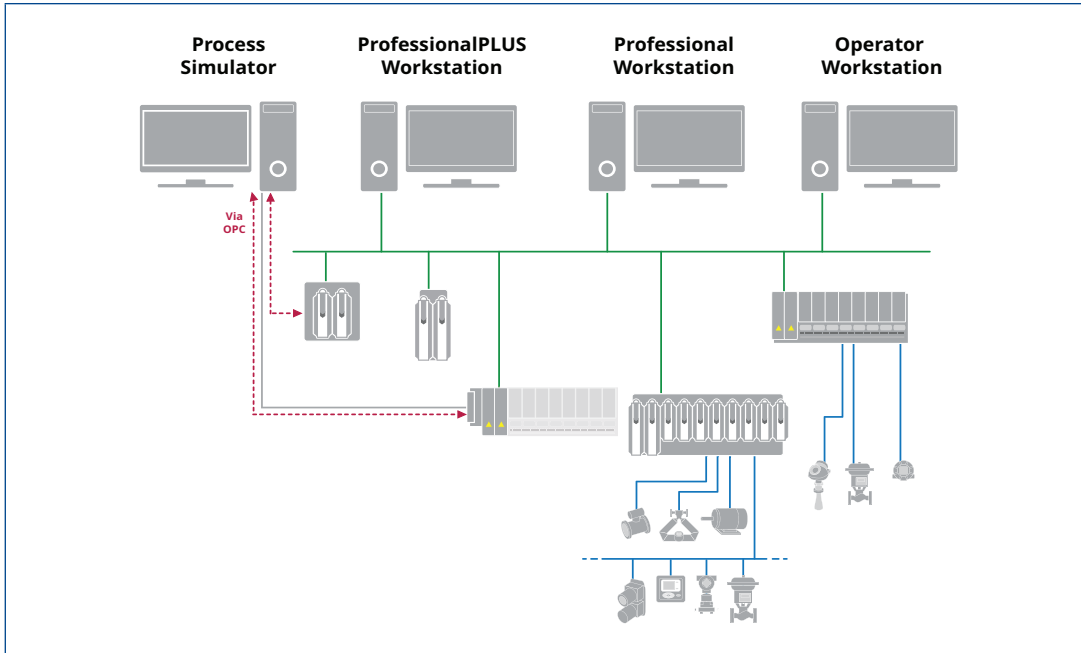 Process
Simulator
ProfessionalPLUS
Workstation
Professional
Workstation
Operator
Workstation
Via
OPC